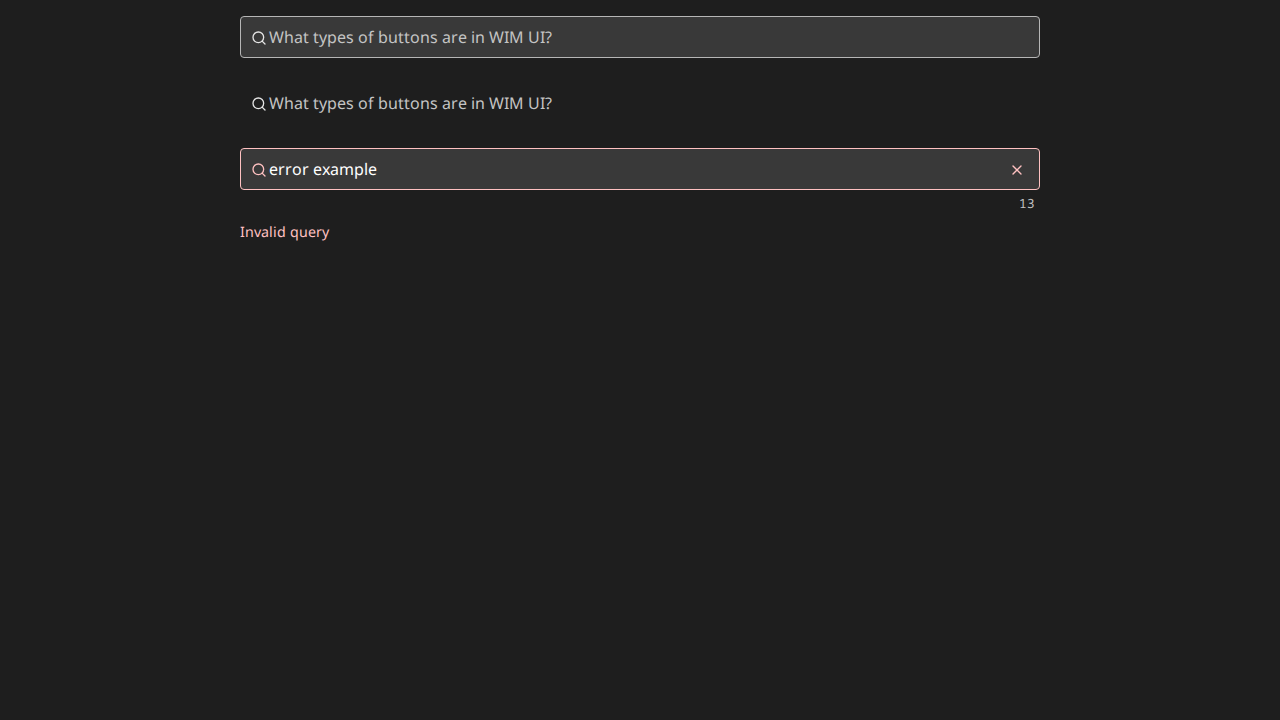 What types of buttons are in WIM UI?
What types of buttons are in WIM UI?
error example
13
Invalid query